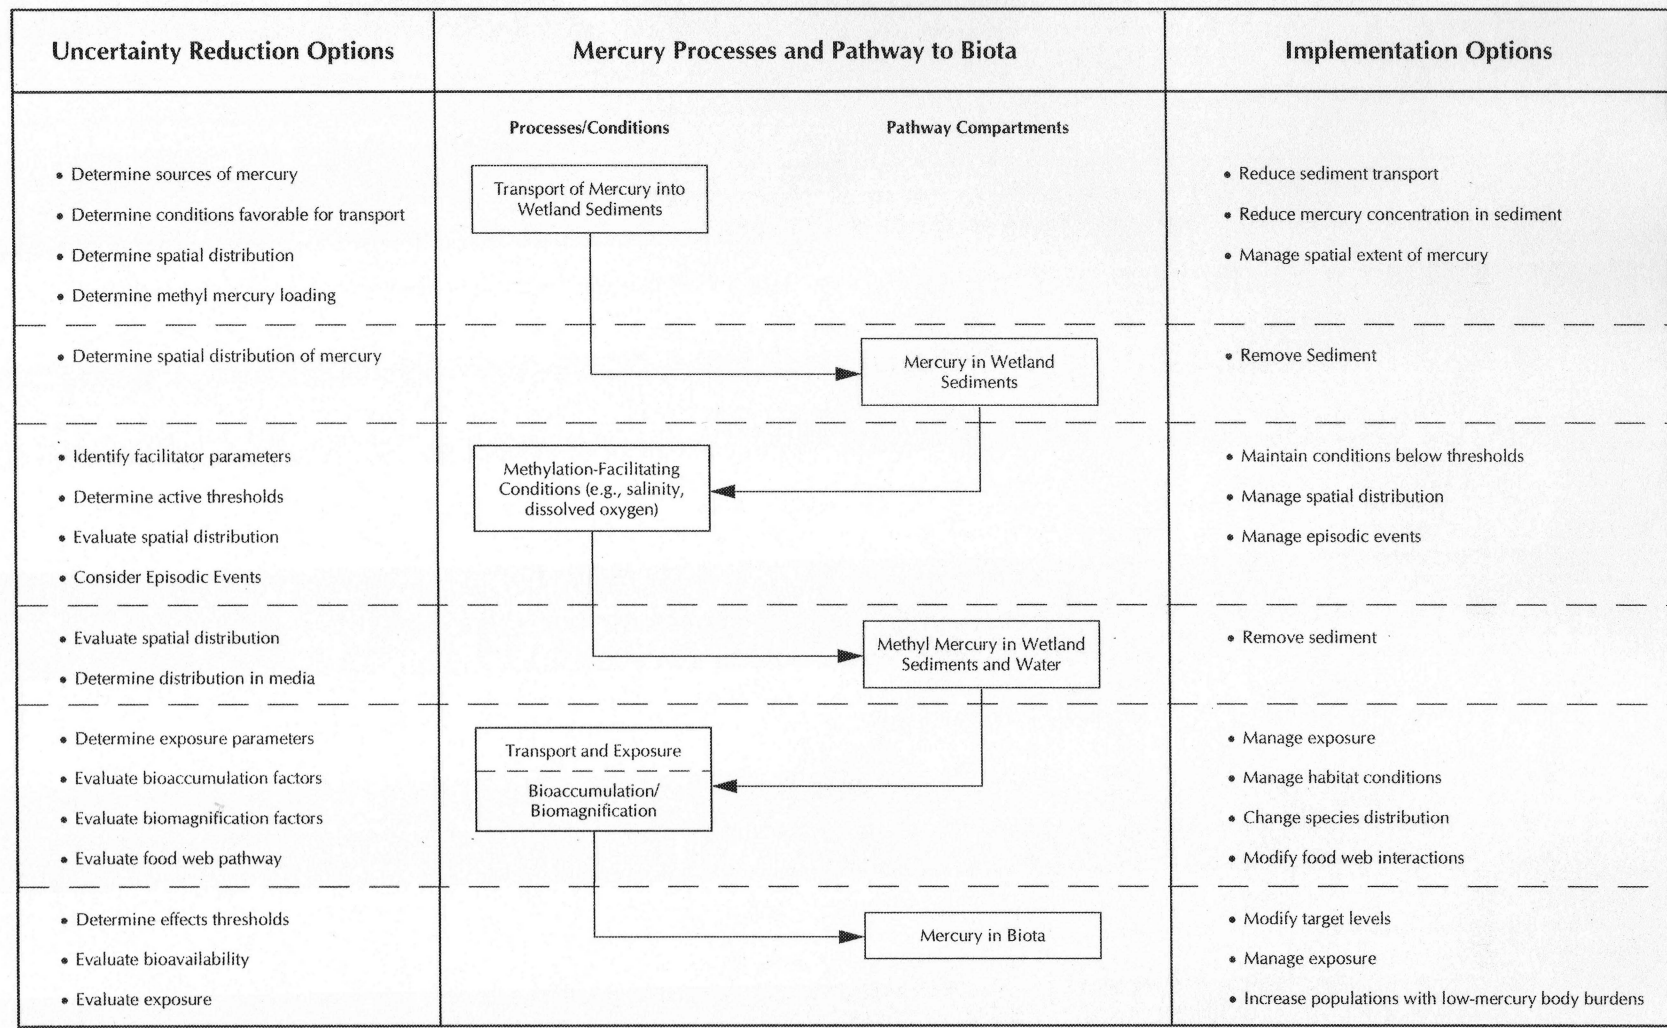 Uncertainty Reduction Options
Mercury Processes and Pathway to Biota
Implementation Options
Processes/Conditions
Pathway Compartments
• Determine sources of mercury
• Determine conditions favorable for transport
• Determine spatial distribution
• Determine methyl mercury loading
Transport of Mercury into
Wetland Sediments
• Reduce sediment transport
• Reduce mercury concentration in sediment
• Manage spatial extent of mercury
• Determine spatial distribution of mercury
Mercury in Wetland
Sediments
• Remove Sediment
• Identify facilitator parameters
• Determine active thresholds
• Evaluate spatial distribution
• Consider Episodic Events
Methylation-Facilitating
Conditions (e.g., salinity,
dissolved oxygen)
• Maintain conditions below thresholds
• Manage spatial distribution
• Manage episodic events
• Evaluate spatial distribution
• Determine distribution in media
Methyl Mercury in Wetland
Sediments and Water
• Remove sediment
• Determine exposure parameters
• Evaluate bioaccumulation factors
• Evaluate biomagnification factors
• Evaluate food web pathway
Transport and Exposure
Bioaccumulation/
Biomagnification
• Manage exposure
• Manage habitat conditions
• Change species distribution
• Modify food web interactions
• Determine effects thresholds
• Evaluate bioavailability
• Evaluate exposure
Mercury in Biota
• Modify target levels
• Manage exposure
• Increase populations with low-mercury body burdens